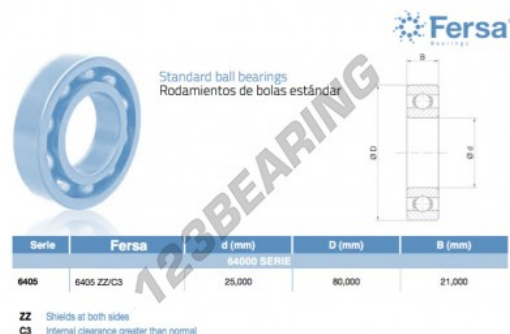 Fersa
Bearings
B
Standard ball bearings
Rodamientos de bolas estándar
Ø D
Ø d
123BEARING
Serie Fersa d (mm) D (mm) B (mm)
64000 SERIE
6405 6405 ZZ/C3 25,000 80,000 21,000
ZZ Shields at both sides
C3 Internal clearance greater than normal